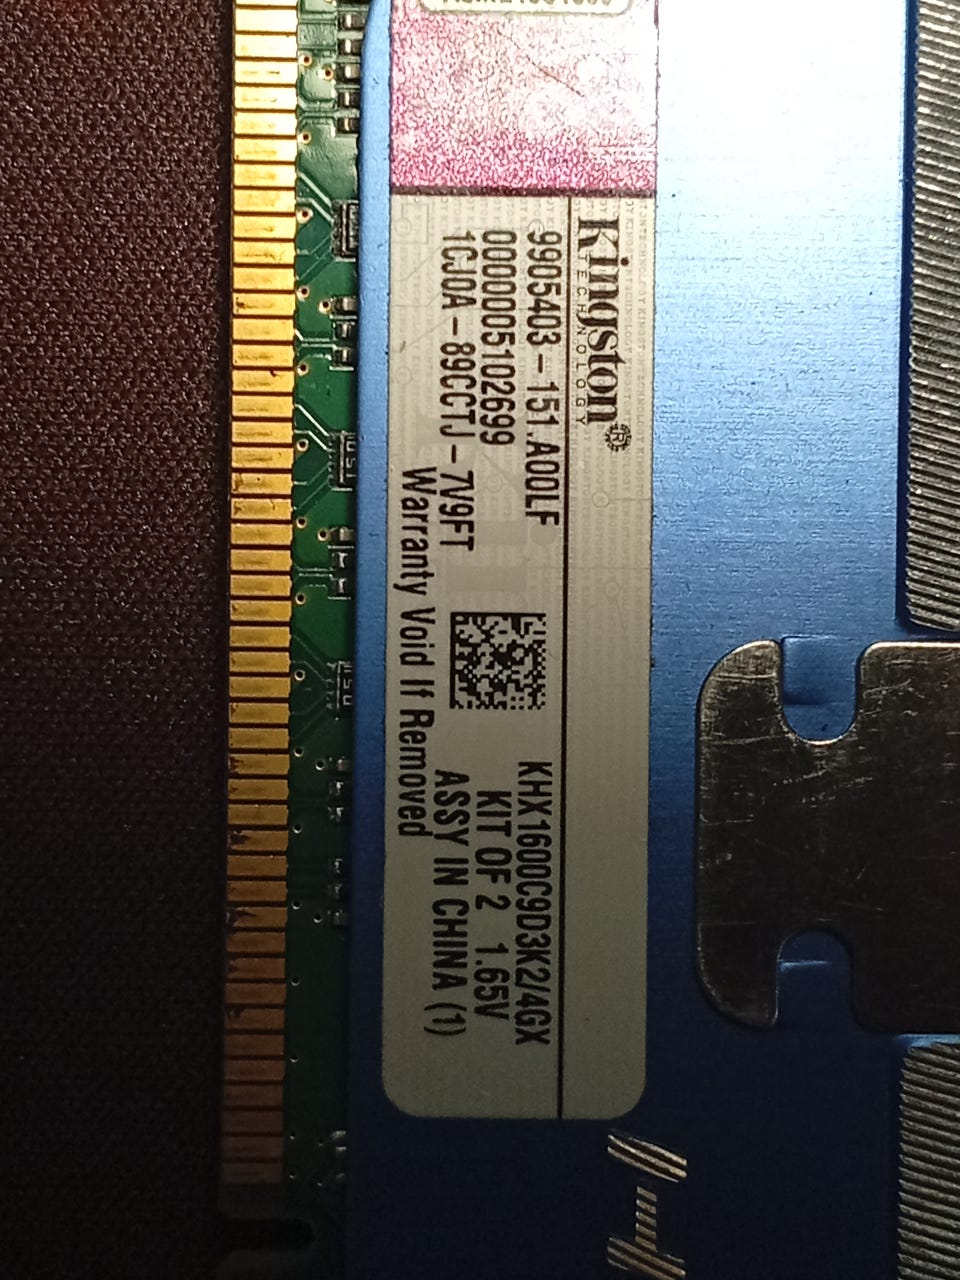 Kingston
TECHNOLOGY
9905403-151.A00LF
0000005102699
1CJ0A-89CCTJ-7V9FT
Warranty Void If Removed
KHX1600C9D3K2/4GX
KIT OF 2 1.65V
ASSY IN CHINA (1)